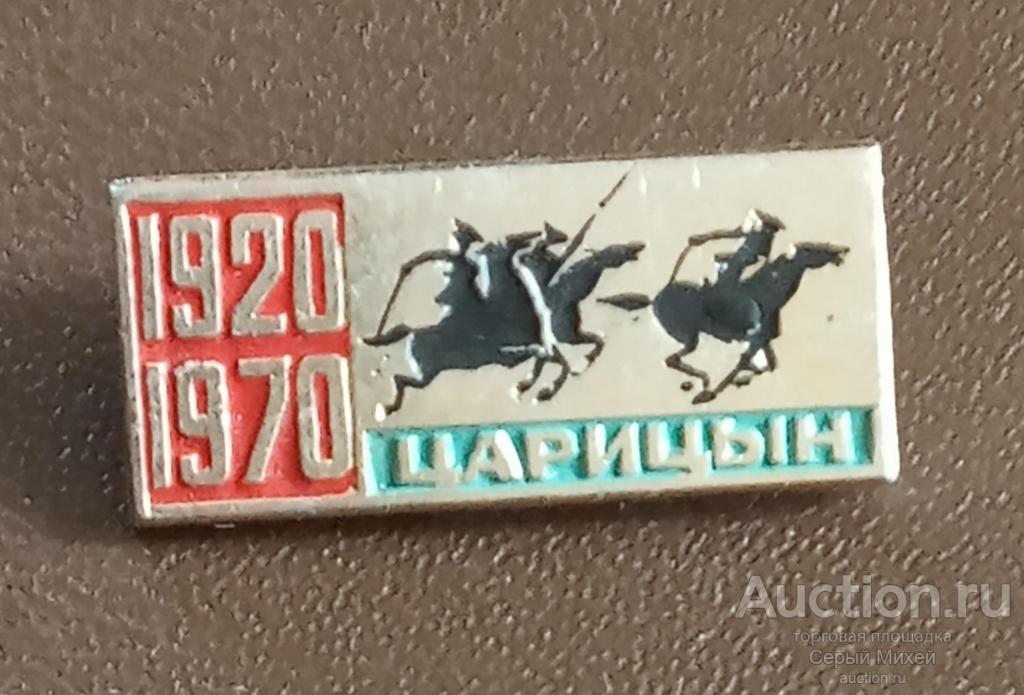 1920
1970
ЦАРИЦЫН
Auction.ru
торговая площадка
Серый Михей
auction.ru